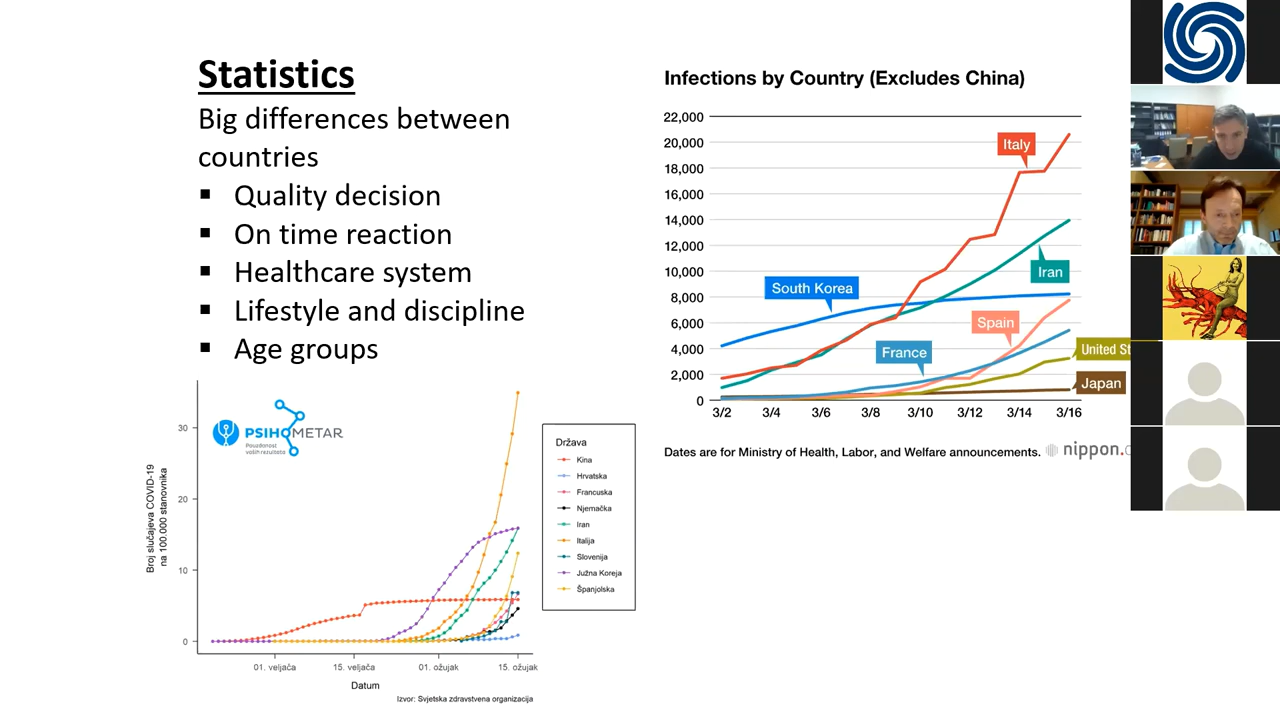 Statistics
Big differences between
countries
▪ Quality decision
▪ On time reaction
▪ Healthcare system
▪ Lifestyle and discipline
▪ Age groups
Infections by Country (Excludes China)
22,000
20,000
18,000
16,000
14,000
12,000
10,000
8,000
6,000
4,000
2,000
0
3/2 3/4 3/6 3/8 3/10 3/12 3/14 3/16
Italy
Iran
South Korea
Spain
France
United St
Japan
Dates are for Ministry of Health, Labor, and Welfare announcements.
nippon.c
PSIHOMETAR
Pouzdanost
vaših rezultata
Broj slučajeva COVID-19
na 100.000 stanovnika
30
20
10
0
01. veljača 15. veljača 01. ožujak 15. ožujak
Datum
Izvor: Svjetska zdravstvena organizacija
Država
Kina
Hrvatska
Francuska
Njemačka
Iran
Italija
Slovenija
Južna Koreja
Španjolska